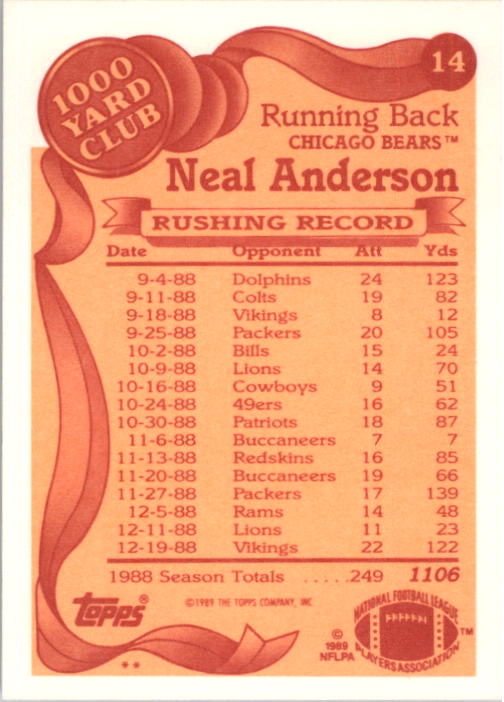 14
1000
YARD
CLUB
Running Back
CHICAGO BEARS™
Neal Anderson
RUSHING RECORD
Date Opponent Att Yds
9-4-88 Dolphins 24 123
9-11-88 Colts 19 82
9-18-88 Vikings 8 12
9-25-88 Packers 20 105
10-2-88 Bills 15 24
10-9-88 Lions 14 70
10-16-88 Cowboys 9 51
10-24-88 49ers 16 62
10-30-88 Patriots 18 87
11-6-88 Buccaneers 7 7
11-13-88 Redskins 16 85
11-20-88 Buccaneers 19 66
11-27-88 Packers 17 139
12-5-88 Rams 14 48
12-11-88 Lions 11 23
12-19-88 Vikings 22 122
1988 Season Totals .....249 1106
topps®
©1989 THE TOPPS COMPANY, INC.
©
1989
NFLPA
NATIONAL FOOTBALL LEAGUE
PLAYERS ASSOCIATION™
**